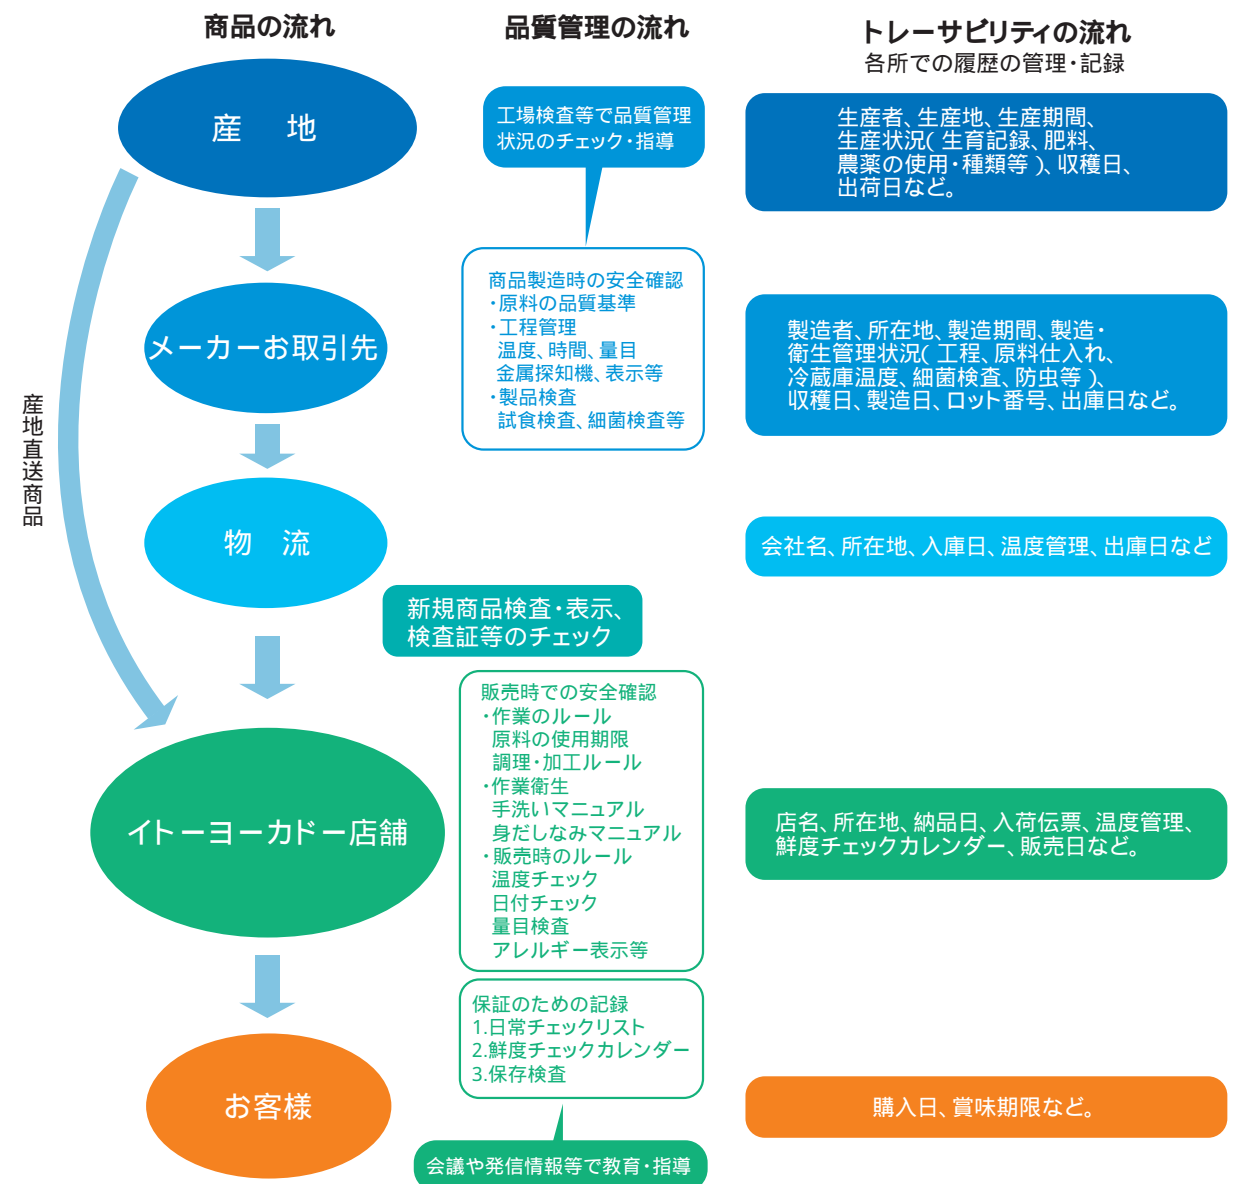 商品の流れ
品質管理の流れ
トレーサビリティの流れ
各所での履歴の管理・記録
産 地
工場検査等で品質管理
状況のチェック・指導
生産者、生産地、生産期間、
生産状況(生育記録、肥料、
農薬の使用・種類等)、収穫日、
出荷日など。
メーカーお取引先
商品製造時の安全確認
・原料の品質基準
・工程管理
温度、時間、量目
金属探知機、表示等
・製品検査
試食検査、細菌検査等
製造者、所在地、製造期間、製造・
衛生管理状況(工程、原料仕入れ、
冷蔵庫温度、細菌検査、防虫等)、
収穫日、製造日、ロット番号、出庫日など。
産地直送商品
物 流
会社名、所在地、入庫日、温度管理、出庫日など
新規商品検査・表示、
検査証等のチェック
イトーヨーカドー店舗
販売時での安全確認
・作業のルール
原料の使用期限
調理・加工ルール
・作業衛生
手洗いマニュアル
身だしなみマニュアル
・販売時のルール
温度チェック
日付チェック
量目検査
アレルギー表示等
店名、所在地、納品日、入荷伝票、温度管理、
鮮度チェックカレンダー、販売日など。
保証のための記録
1.日常チェックリスト
2.鮮度チェックカレンダー
3.保存検査
お客様
購入日、賞味期限など。
会議や発信情報等で教育・指導